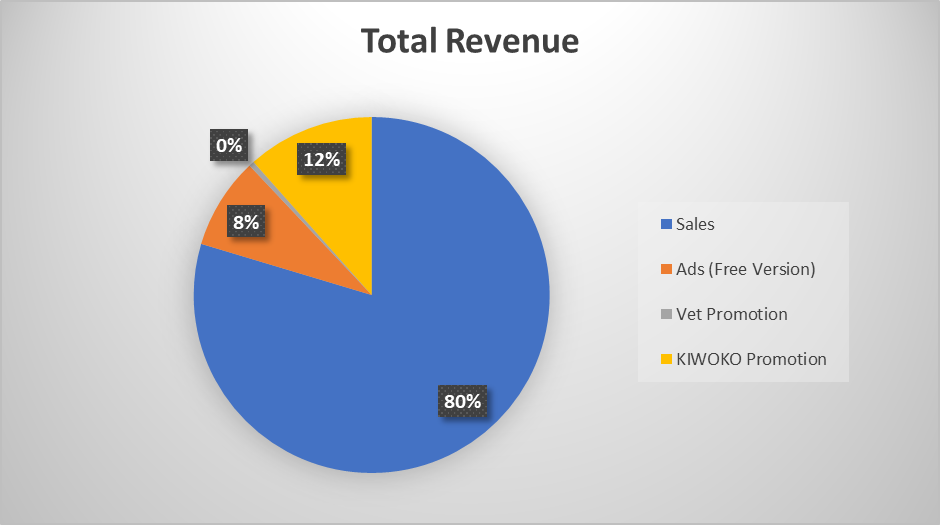 Total Revenue
0%
12%
8%
80%
Sales
Ads (Free Version)
Vet Promotion
KIWOKO Promotion